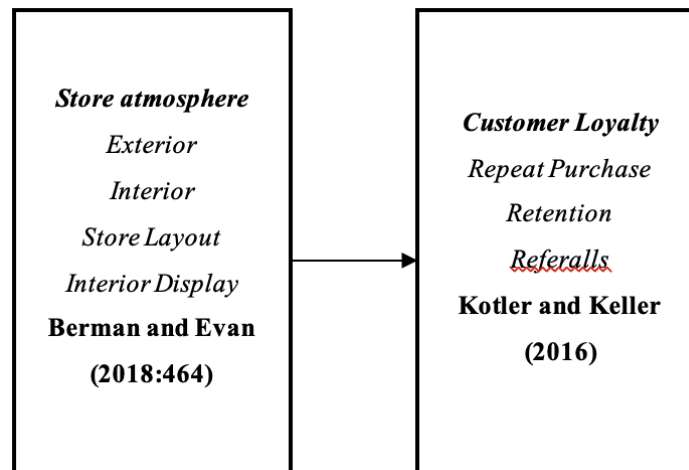 Store atmosphere
Exterior
Interior
Store Layout
Interior Display
Berman and Evan
(2018:464)
Customer Loyalty
Repeat Purchase
Retention
Referalls
Kotler and Keller
(2016)